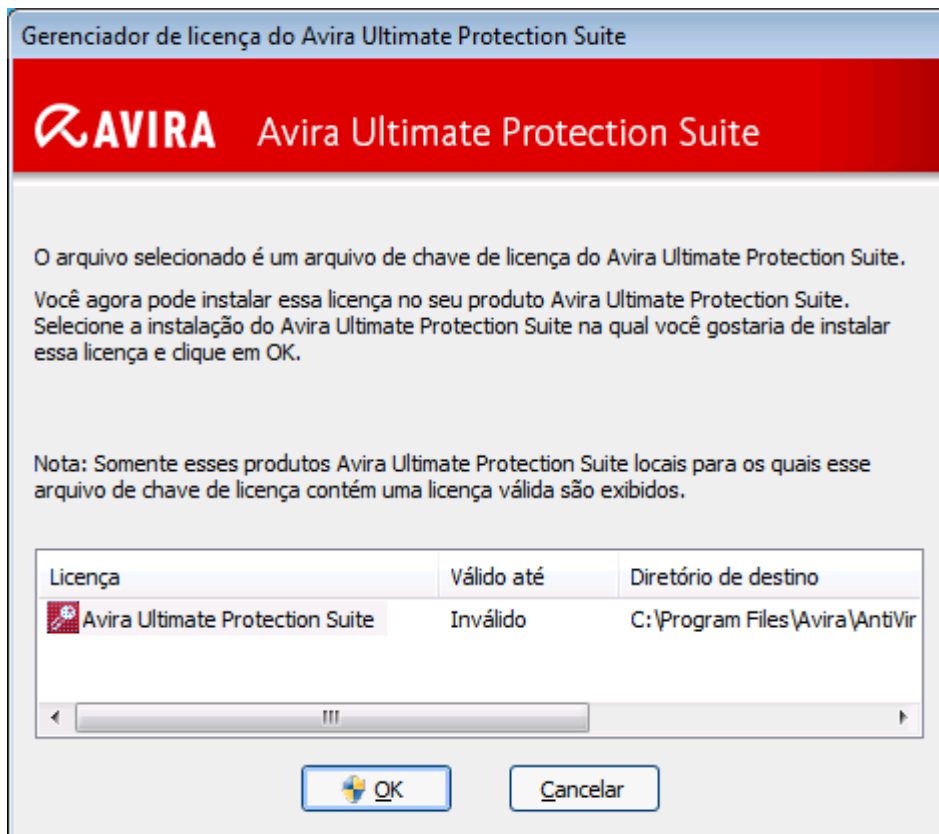 Gerenciador de licença do Avira Ultimate Protection Suite
AVIRA Avira Ultimate Protection Suite
O arquivo selecionado é um arquivo de chave de licença do Avira Ultimate Protection Suite.
Você agora pode instalar essa licença no seu produto Avira Ultimate Protection Suite.
Selecione a instalação do Avira Ultimate Protection Suite na qual você gostaria de instalar
essa licença e clique em OK.
Nota: Somente esses produtos Avira Ultimate Protection Suite locais para os quais esse
arquivo de chave de licença contém uma licença válida são exibidos.
Licença Válido até Diretório de destino
Avira Ultimate Protection Suite Inválido C:\Program Files\Avira\AntiVir
OK Cancelar